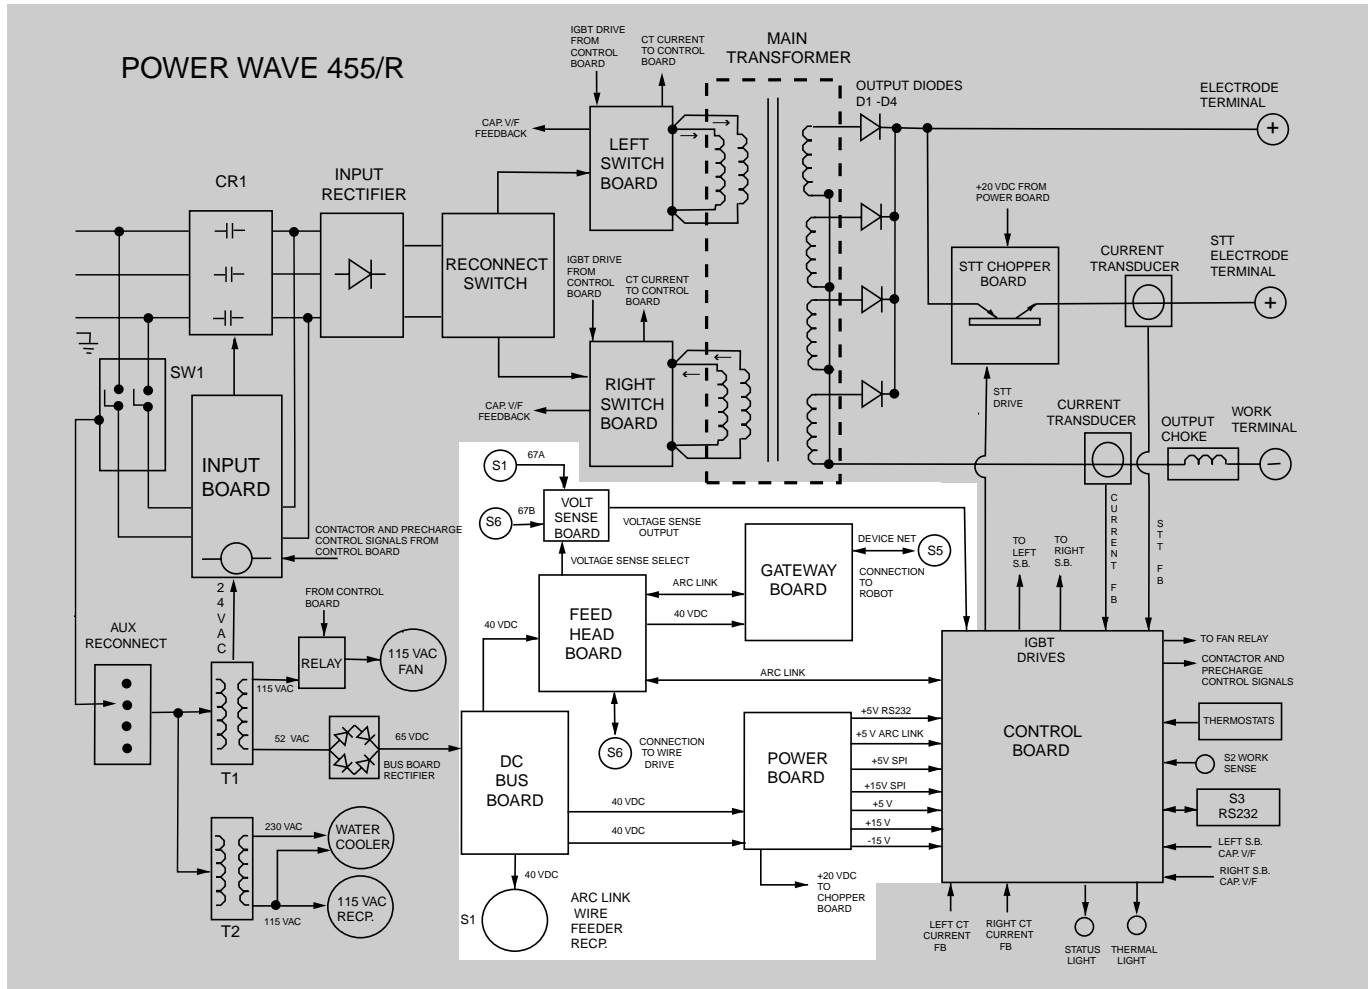 POWER WAVE 455/R
IGBT DRIVE
FROM
CONTROL
BOARD
CT CURRENT
TO CONTROL
BOARD
MAIN
TRANSFORMER
OUTPUT DIODES
D1 -D4
ELECTRODE
TERMINAL
+
CAP. V/F
FEEDBACK
LEFT
SWITCH
BOARD
CR1
INPUT
RECTIFIER
RECONNECT
SWITCH
+20 VDC FROM
POWER BOARD
STT CHOPPER
BOARD
CURRENT
TRANSDUCER
STT
ELECTRODE
TERMINAL
+
IGBT DRIVE
FROM
CONTROL
BOARD
CT CURRENT
TO CONTROL
BOARD
SW1
RIGHT
SWITCH
BOARD
CAP. V/F
FEEDBACK
STT
DRIVE
CURRENT
TRANSDUCER
OUTPUT
CHOKE
WORK
TERMINAL
INPUT
BOARD
CONTACTOR AND PRECHARGE
CONTROL SIGNALS FROM
CONTROL BOARD
S1
67A
S6
67B
VOLT
SENSE
BOARD
VOLTAGE SENSE
OUTPUT
VOLTAGE SENSE SELECT
FEED
HEAD
BOARD
ARC LINK
40 VDC
GATEWAY
BOARD
DEVICE NET
S5
CONNECTION
TO
ROBOT
TO
LEFT
S.B.
TO
RIGHT
S.B.
CURRENT FB
STT FB
24VAC
AUX
RECONNECT
FROM CONTROL
BOARD
RELAY
115 VAC
FAN
115 VAC
40 VDC
ARC LINK
IGBT
DRIVES
CONTROL
BOARD
TO FAN RELAY
CONTACTOR AND
PRECHARGE
CONTROL SIGNALS
THERMOSTATS
S2 WORK
SENSE
S3
RS232
LEFT S.B.
CAP. V/F
RIGHT S.B.
CAP. V/F
52 VAC
65 VDC
BUS BOARD
RECTIFIER
T1
DC
BUS
BOARD
S6
CONNECTION
TO WIRE
DRIVE
40 VDC
40 VDC
POWER
BOARD
+5V RS232
+5 V ARC LINK
+5V SPI
+15V SPI
+5 V
+15 V
-15 V
+20 VDC
TO
CHOPPER
BOARD
230 VAC
WATER
COOLER
115 VAC
RECP.
T2
115 VAC
40 VDC
S1
ARC LINK
WIRE
FEEDER
RECP.
LEFT CT
CURRENT
FB
RIGHT CT
CURRENT
FB
STATUS
LIGHT
THERMAL
LIGHT